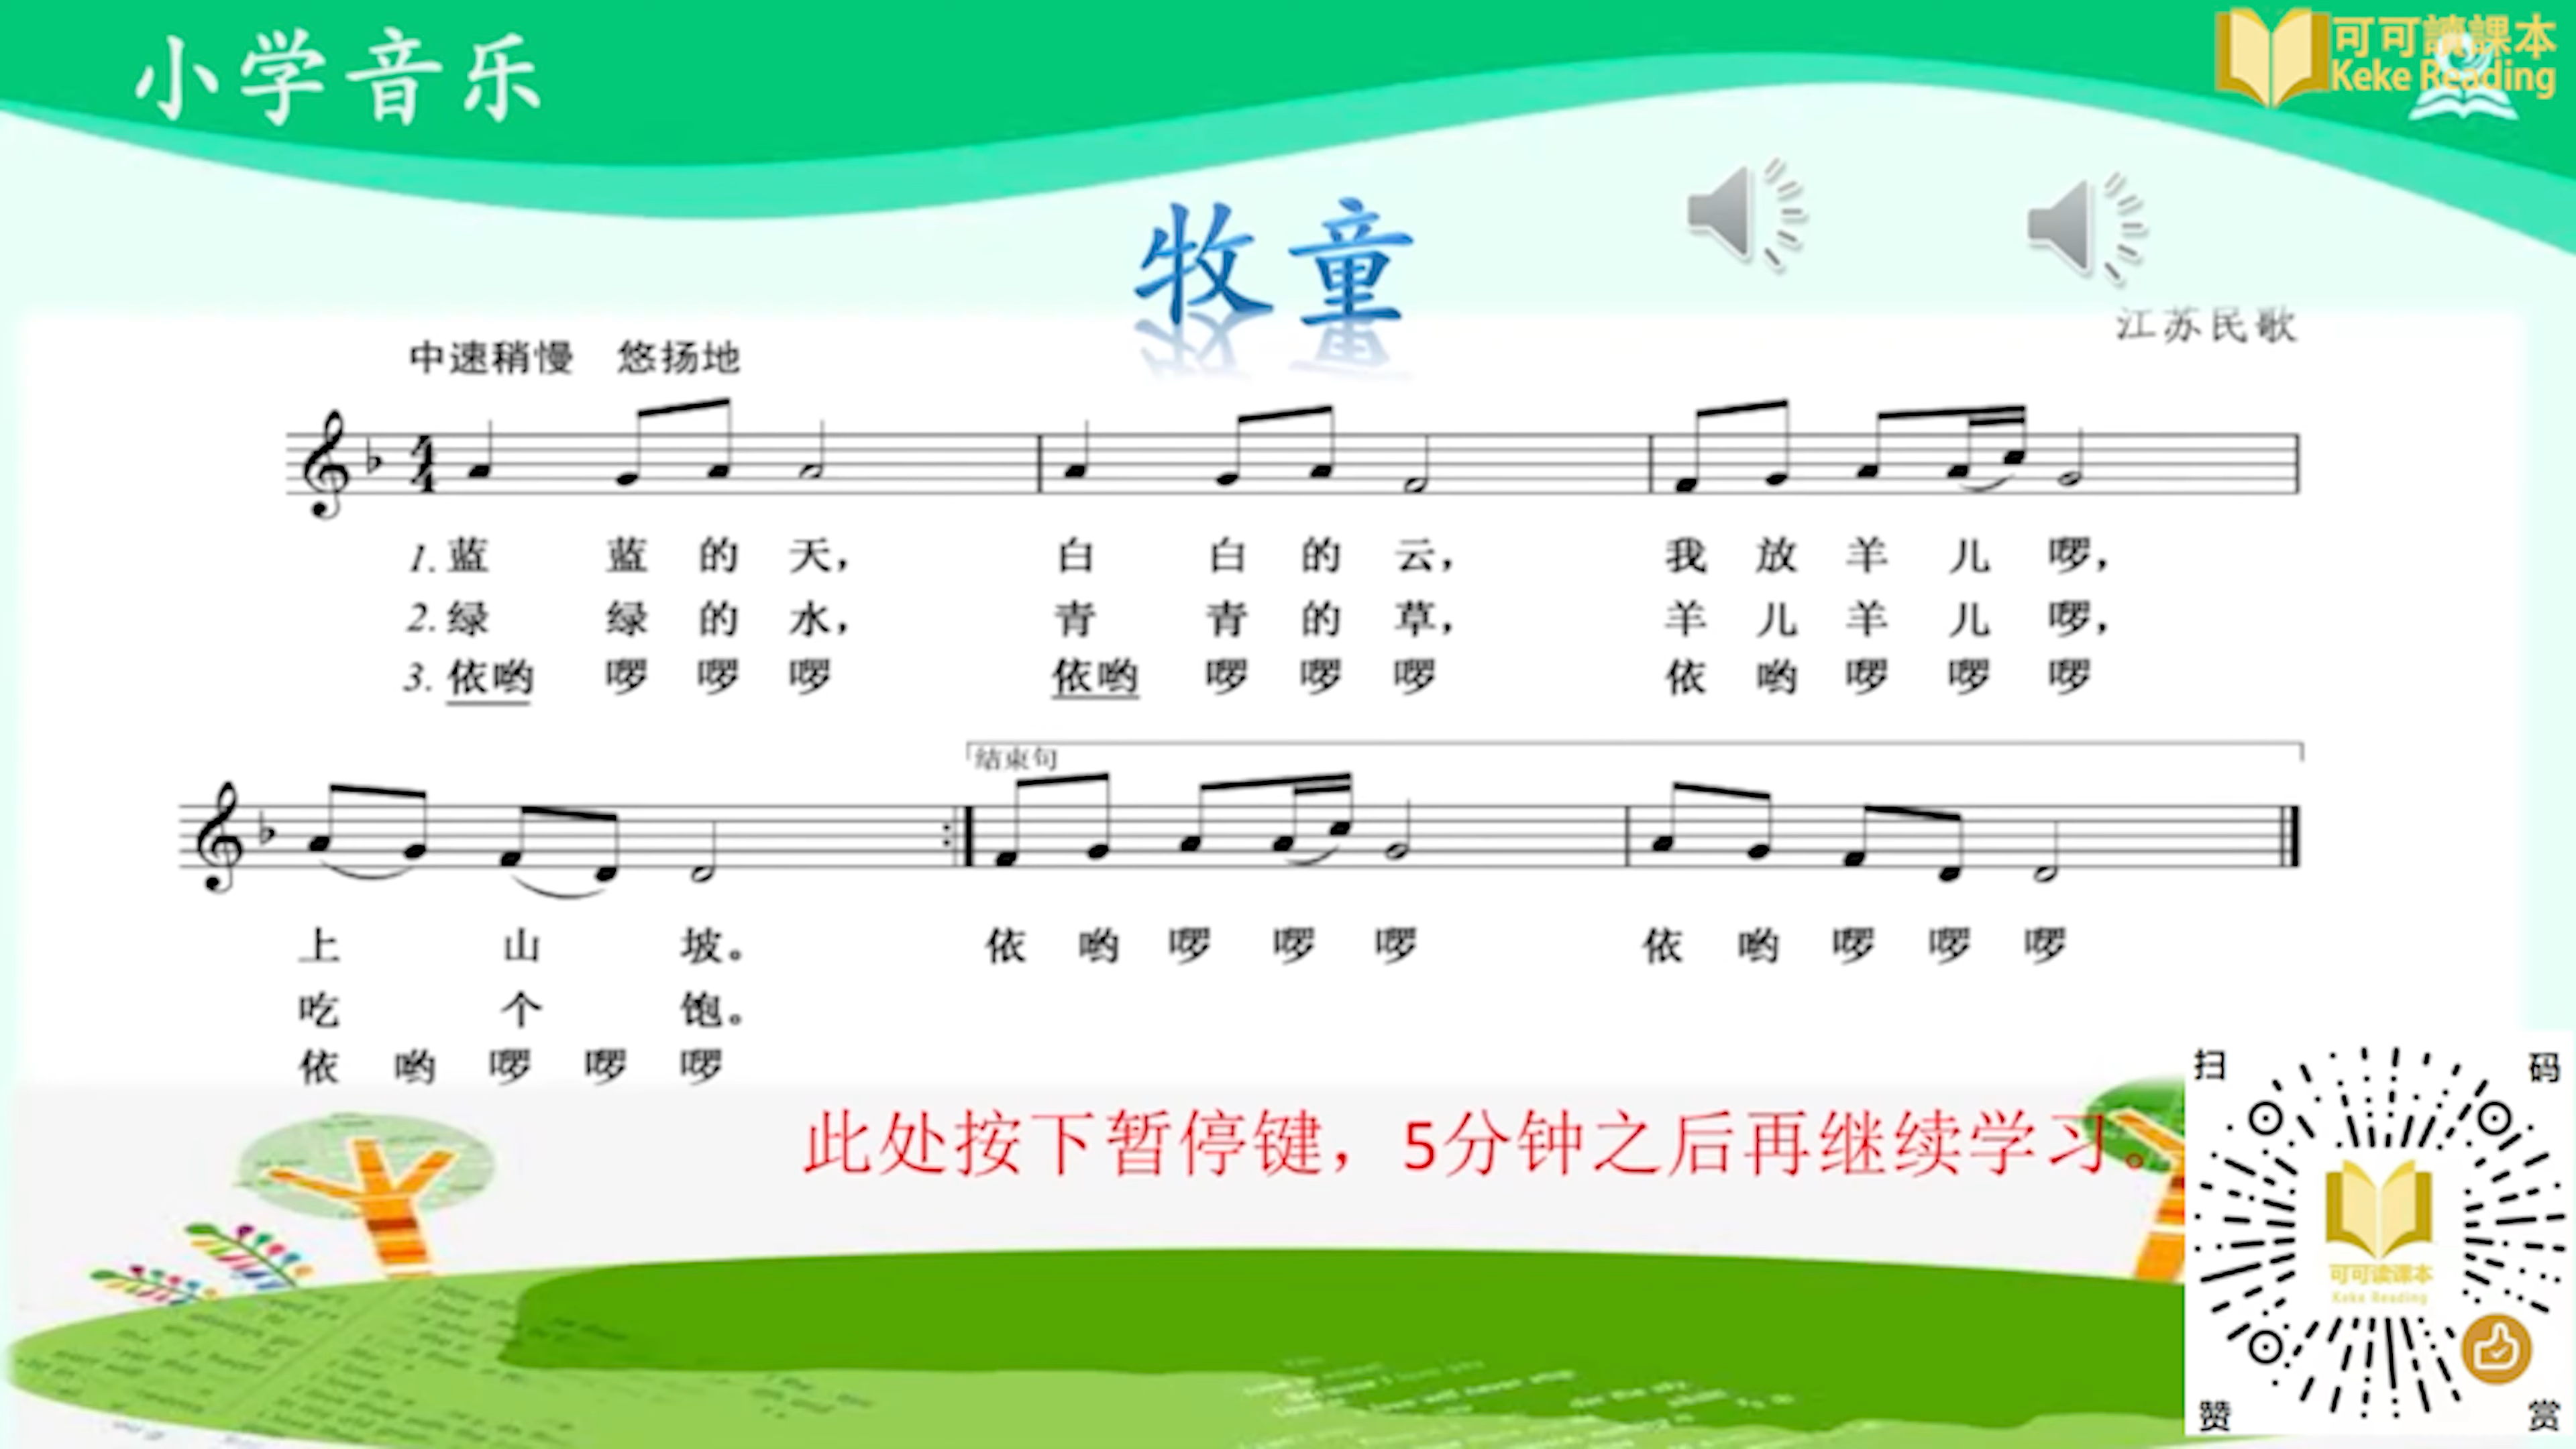 小学音乐
可可讀課本
Keke Reading
牧童
江苏民歌
中速稍慢 悠扬地
1. 蓝 蓝 的 天, 白 白 的 云, 我 放 羊 儿 啰,
2. 绿 绿 的 水, 青 青 的 草, 羊 儿 羊 儿 啰,
3. 依哟 啰 啰 啰 依哟 啰 啰 啰 依 哟 啰 啰 啰
结束句
上 山 坡。 依 哟 啰 啰 啰 依 哟 啰 啰 啰
吃 个 饱。
依 哟 啰 啰 啰
此处按下暂停键，5分钟之后再继续学习。
扫 码
可可读课本
Keke Reading
赞 赏